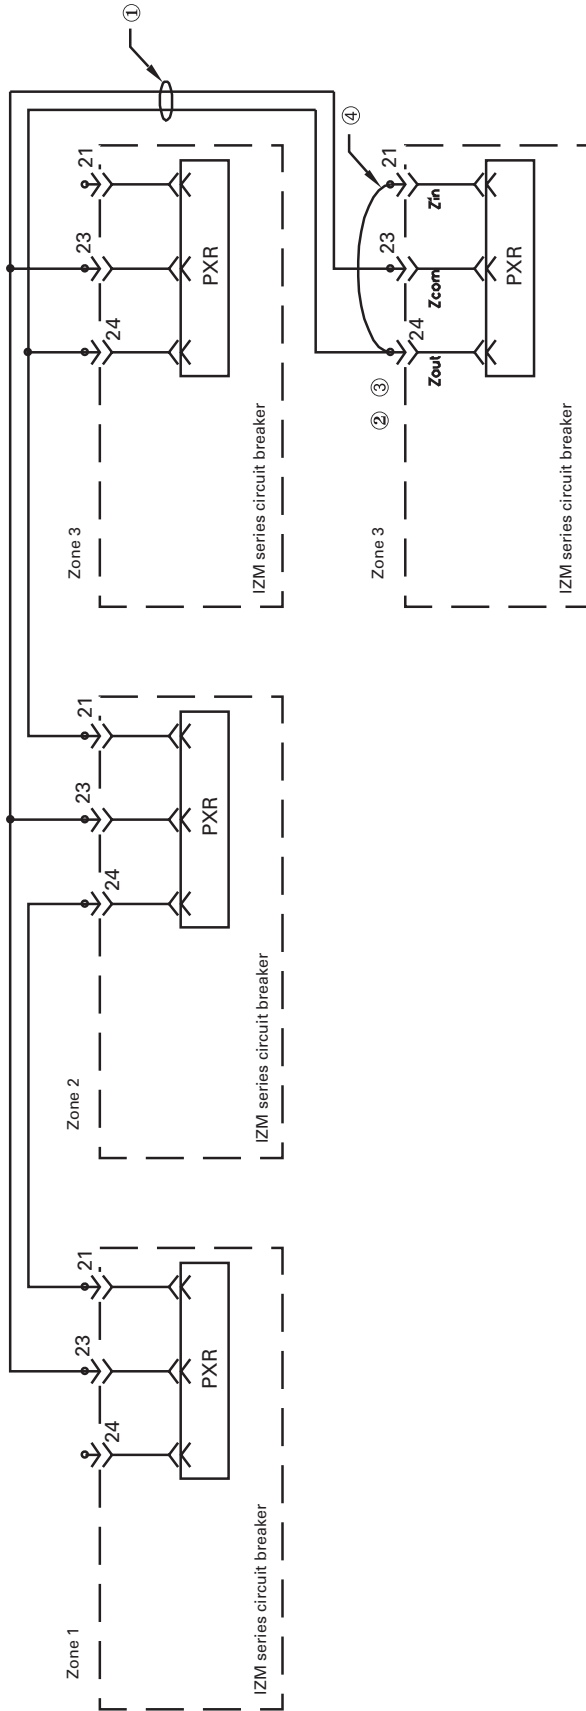 Zone 1
24
23
21
PXR
IZM series circuit breaker
Zone 2
24
23
21
PXR
IZM series circuit breaker
Zone 3
24
23
21
PXR
IZM series circuit breaker
①
② ③
④
Zone 3
24
23
21
Zout
Zcom
Zin
PXR
IZM series circuit breaker